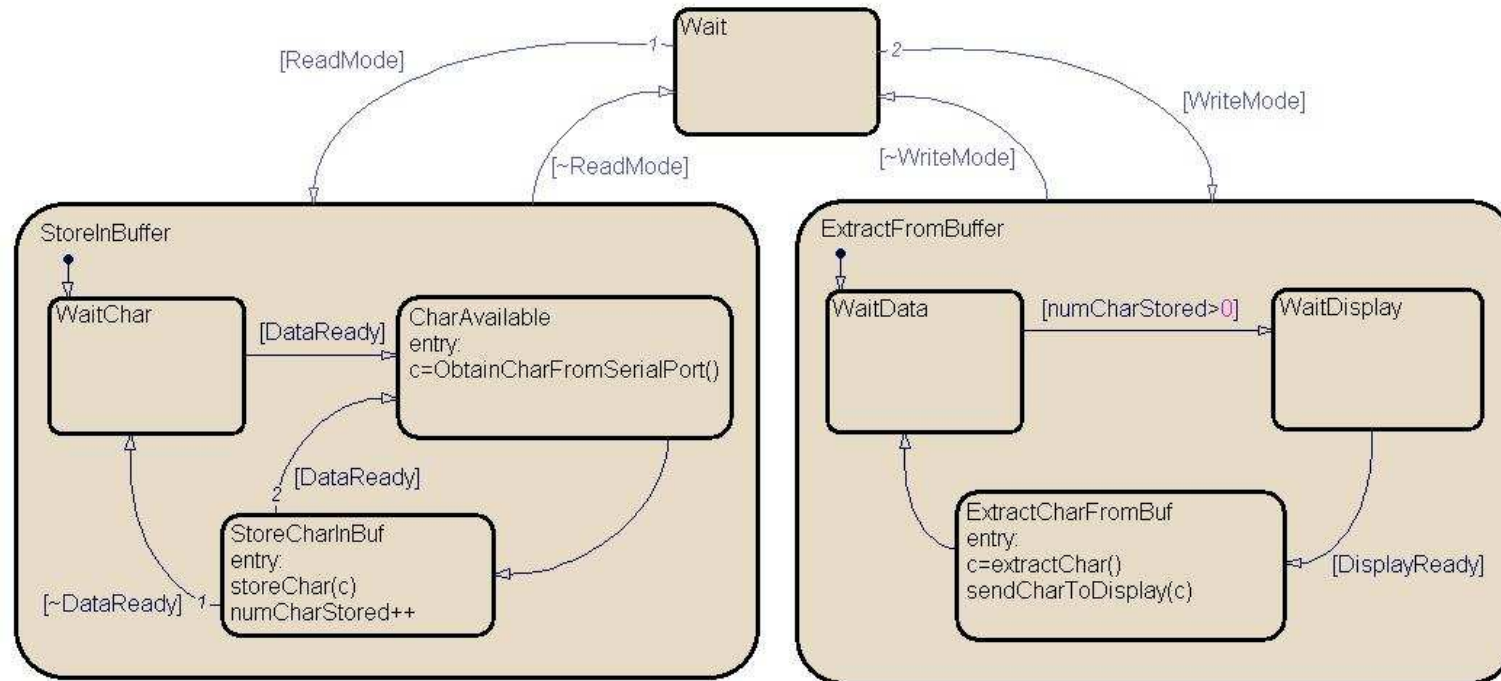 Wait
1
2
[ReadMode]
[WriteMode]
[~ReadMode]
[~WriteMode]
StoreInBuffer
WaitChar
[DataReady]
CharAvailable
entry:
c=ObtainCharFromSerialPort()
[DataReady]
2
StoreCharInBuf
entry:
storeChar(c)
numCharStored++
[~DataReady]
1
ExtractFromBuffer
WaitData
[numCharStored>0]
WaitDisplay
ExtractCharFromBuf
entry:
c=extractChar()
sendCharToDisplay(c)
[DisplayReady]